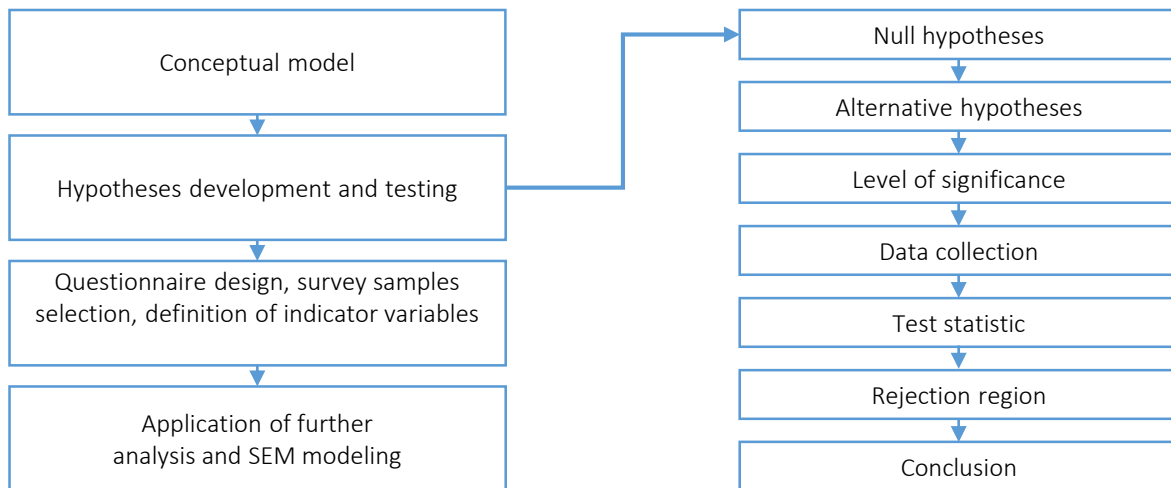 Conceptual model
Hypotheses development and testing
Questionnaire design, survey samples
selection, definition of indicator variables
Application of further
analysis and SEM modeling
Null hypotheses
Alternative hypotheses
Level of significance
Data collection
Test statistic
Rejection region
Conclusion